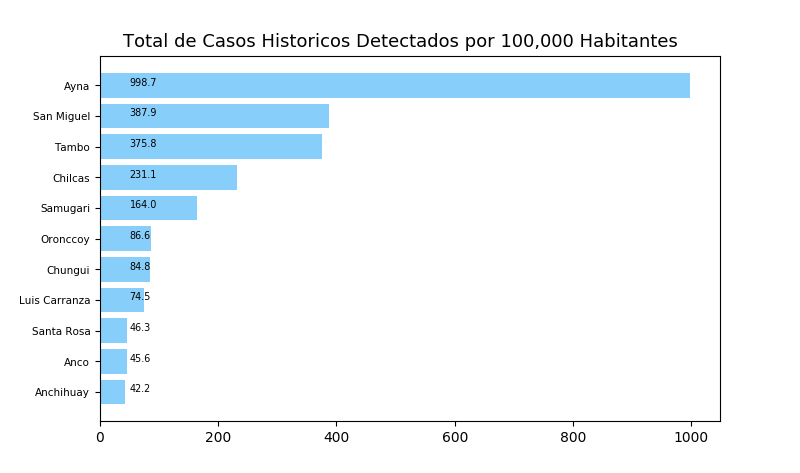 Total de Casos Historicos Detectados por 100,000 Habitantes
Ayna 998.7
San Miguel 387.9
Tambo 375.8
Chilcas 231.1
Samugari 164.0
Oronccoy 86.6
Chungui 84.8
Luis Carranza 74.5
Santa Rosa 46.3
Anco 45.6
Anchihuay 42.2
0 200 400 600 800 1000